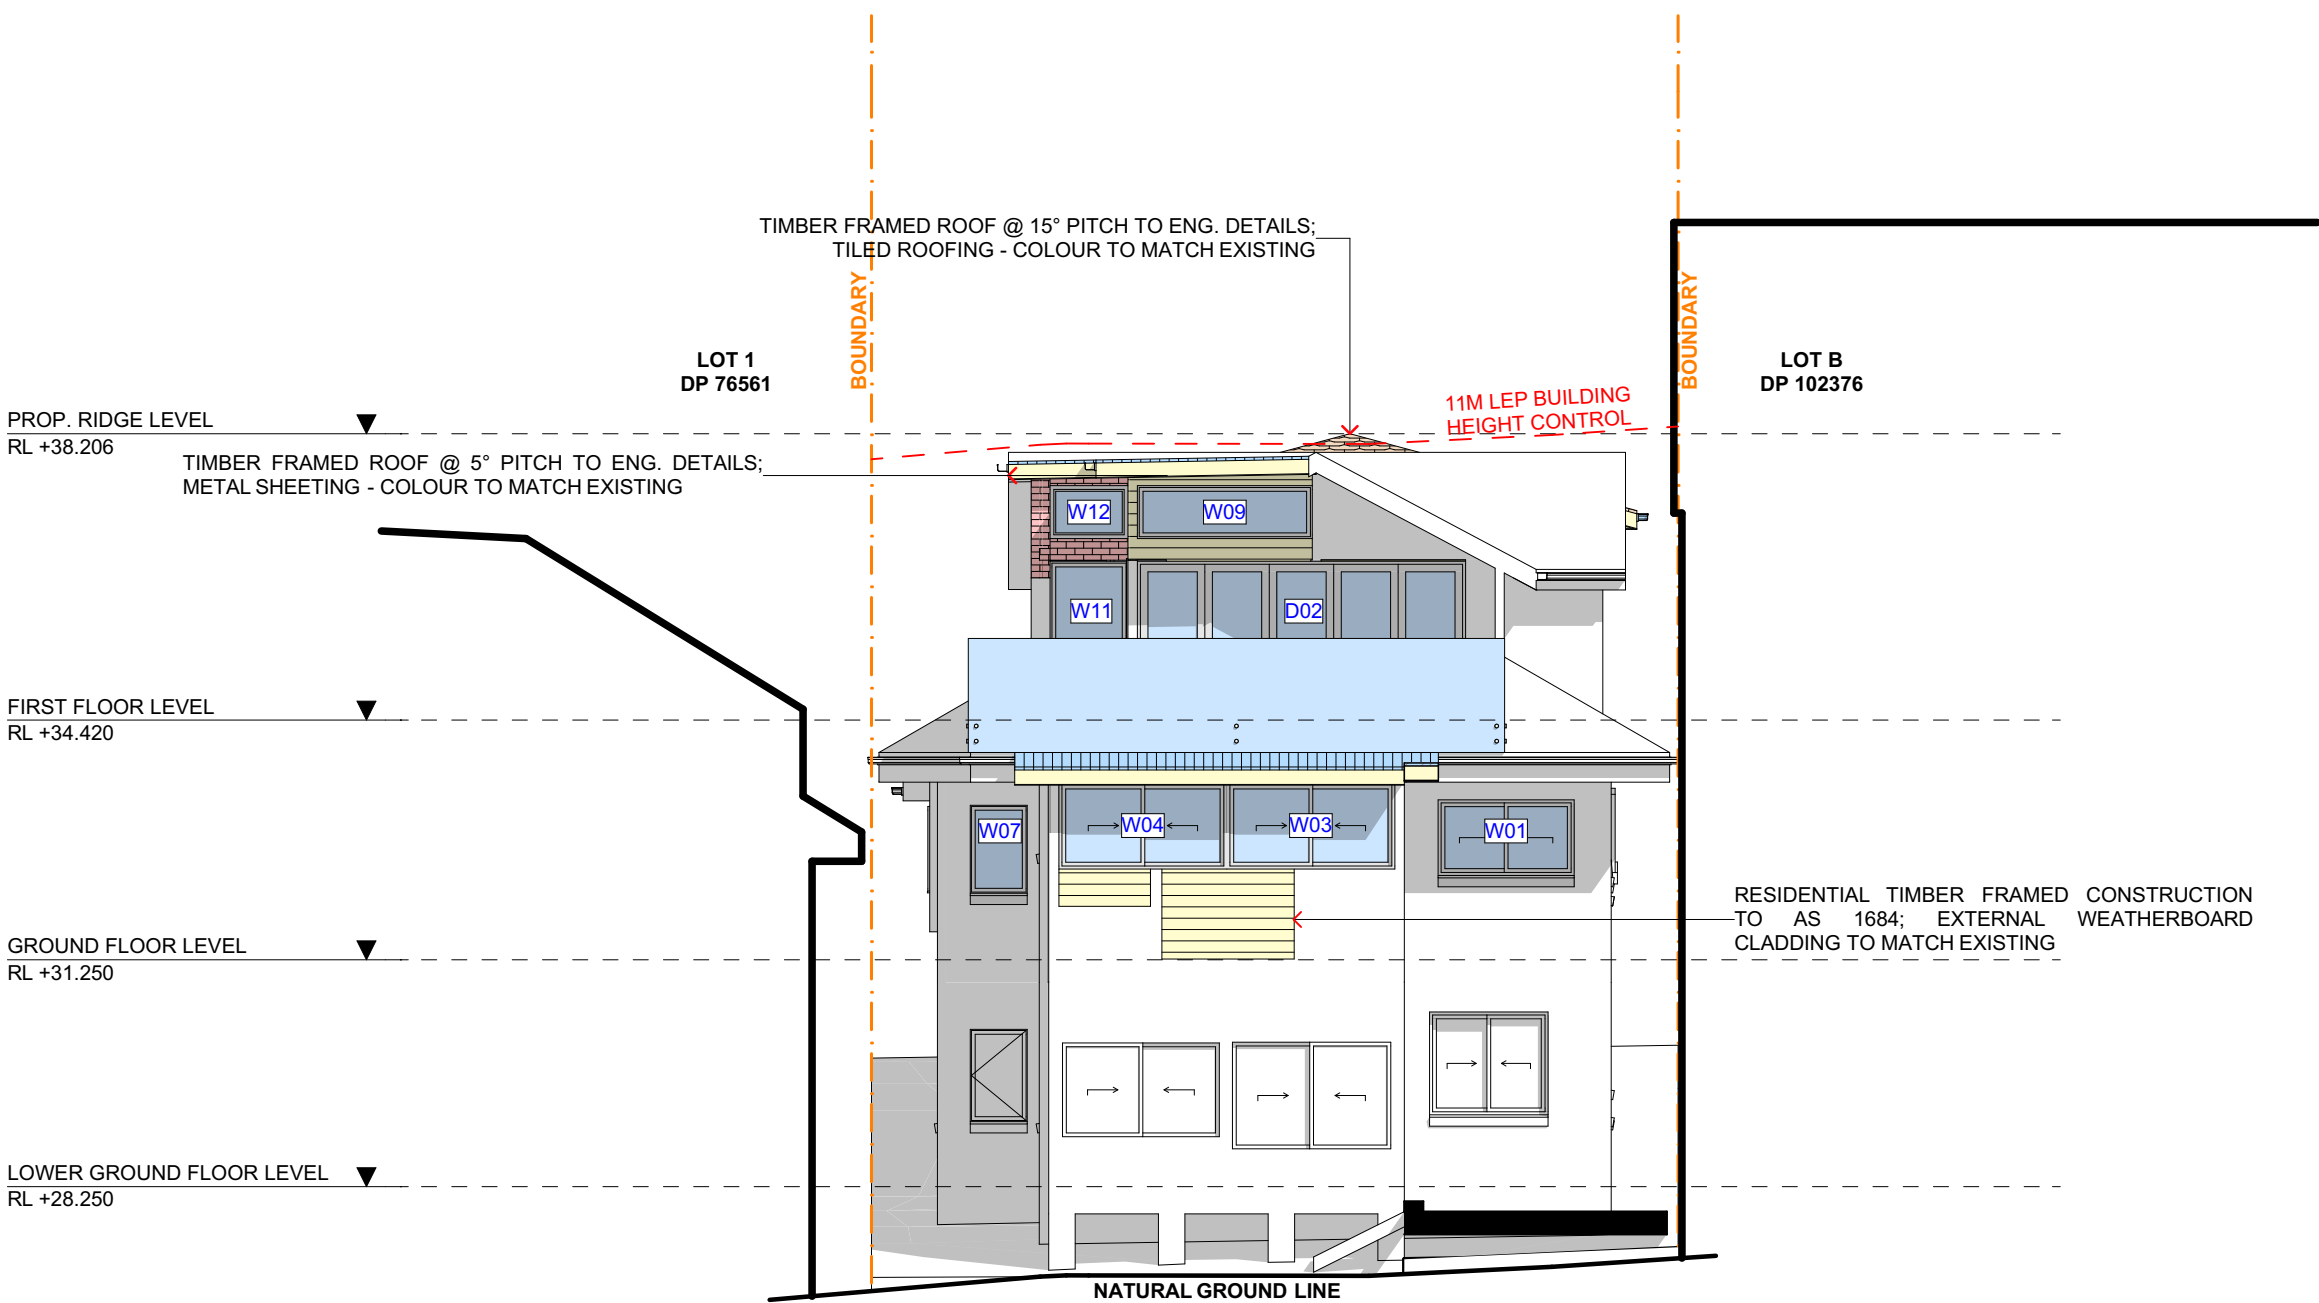 TIMBER FRAMED ROOF @ 15° PITCH TO ENG. DETAILS;
TILED ROOFING - COLOUR TO MATCH EXISTING
BOUNDARY
BOUNDARY
LOT 1
DP 76561
LOT B
DP 102376
11M LEP BUILDING
HEIGHT CONTROL
PROP. RIDGE LEVEL
RL +38.206
TIMBER FRAMED ROOF @ 5° PITCH TO ENG. DETAILS;
METAL SHEETING - COLOUR TO MATCH EXISTING
W12
W09
W11
D02
FIRST FLOOR LEVEL
RL +34.420
W07
W04
W03
W01
RESIDENTIAL TIMBER FRAMED CONSTRUCTION
TO AS 1684; EXTERNAL WEATHERBOARD
CLADDING TO MATCH EXISTING
GROUND FLOOR LEVEL
RL +31.250
LOWER GROUND FLOOR LEVEL
RL +28.250
NATURAL GROUND LINE